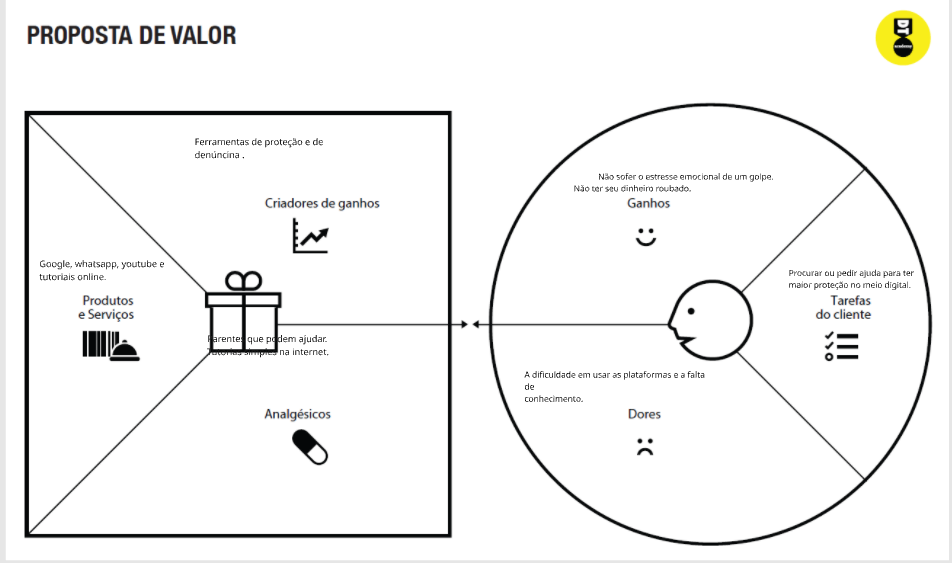 PROPOSTA DE VALOR
Ferramentas de proteção e de
denúncia .
Criadores de ganhos
Google, whatsapp, youtube e
tutoriais online.
Produtos
e Serviços
Parentes que podem ajudar.
Tutorias simples na internet.
Analgésicos
Não sofer o estresse emocional de um golpe.
Não ter seu dinheiro roubado.
Ganhos
Procurar ou pedir ajuda para ter
maior proteção no meio digital.
Tarefas
do cliente
A dificuldade em usar as plataformas e a falta
de
conhecimento.
Dores